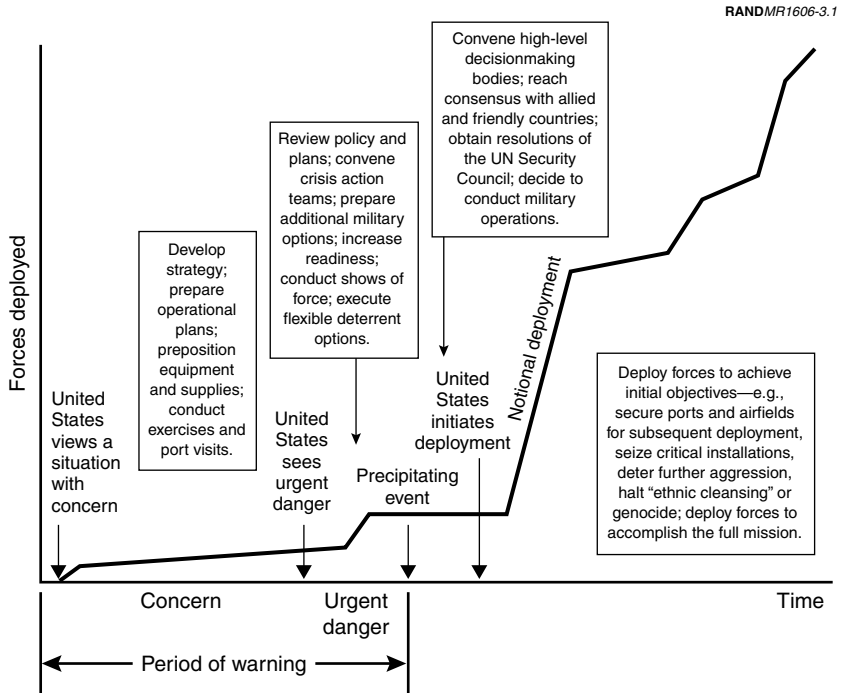 RANDMR1606-3.1
Convene high-level
decisionmaking
bodies; reach
consensus with allied
and friendly countries;
obtain resolutions of
the UN Security
Council; decide to
conduct military
operations.
Review policy and
plans; convene
crisis action
teams; prepare
additional military
options; increase
readiness;
conduct shows of
force; execute
flexible deterrent
options.
Develop
strategy;
prepare
operational
plans;
preposition
equipment
and supplies;
conduct
exercises and
port visits.
Forces deployed
United
States
views a
situation
with
concern
United
States
sees
urgent
danger
Precipitating
event
United
States
initiates
deployment
Notional deployment
Deploy forces to achieve
initial objectives—e.g.,
secure ports and airfields
for subsequent deployment,
seize critical installations,
deter further aggression,
halt “ethnic cleansing” or
genocide; deploy forces to
accomplish the full mission.
Concern
Urgent
danger
Time
Period of warning